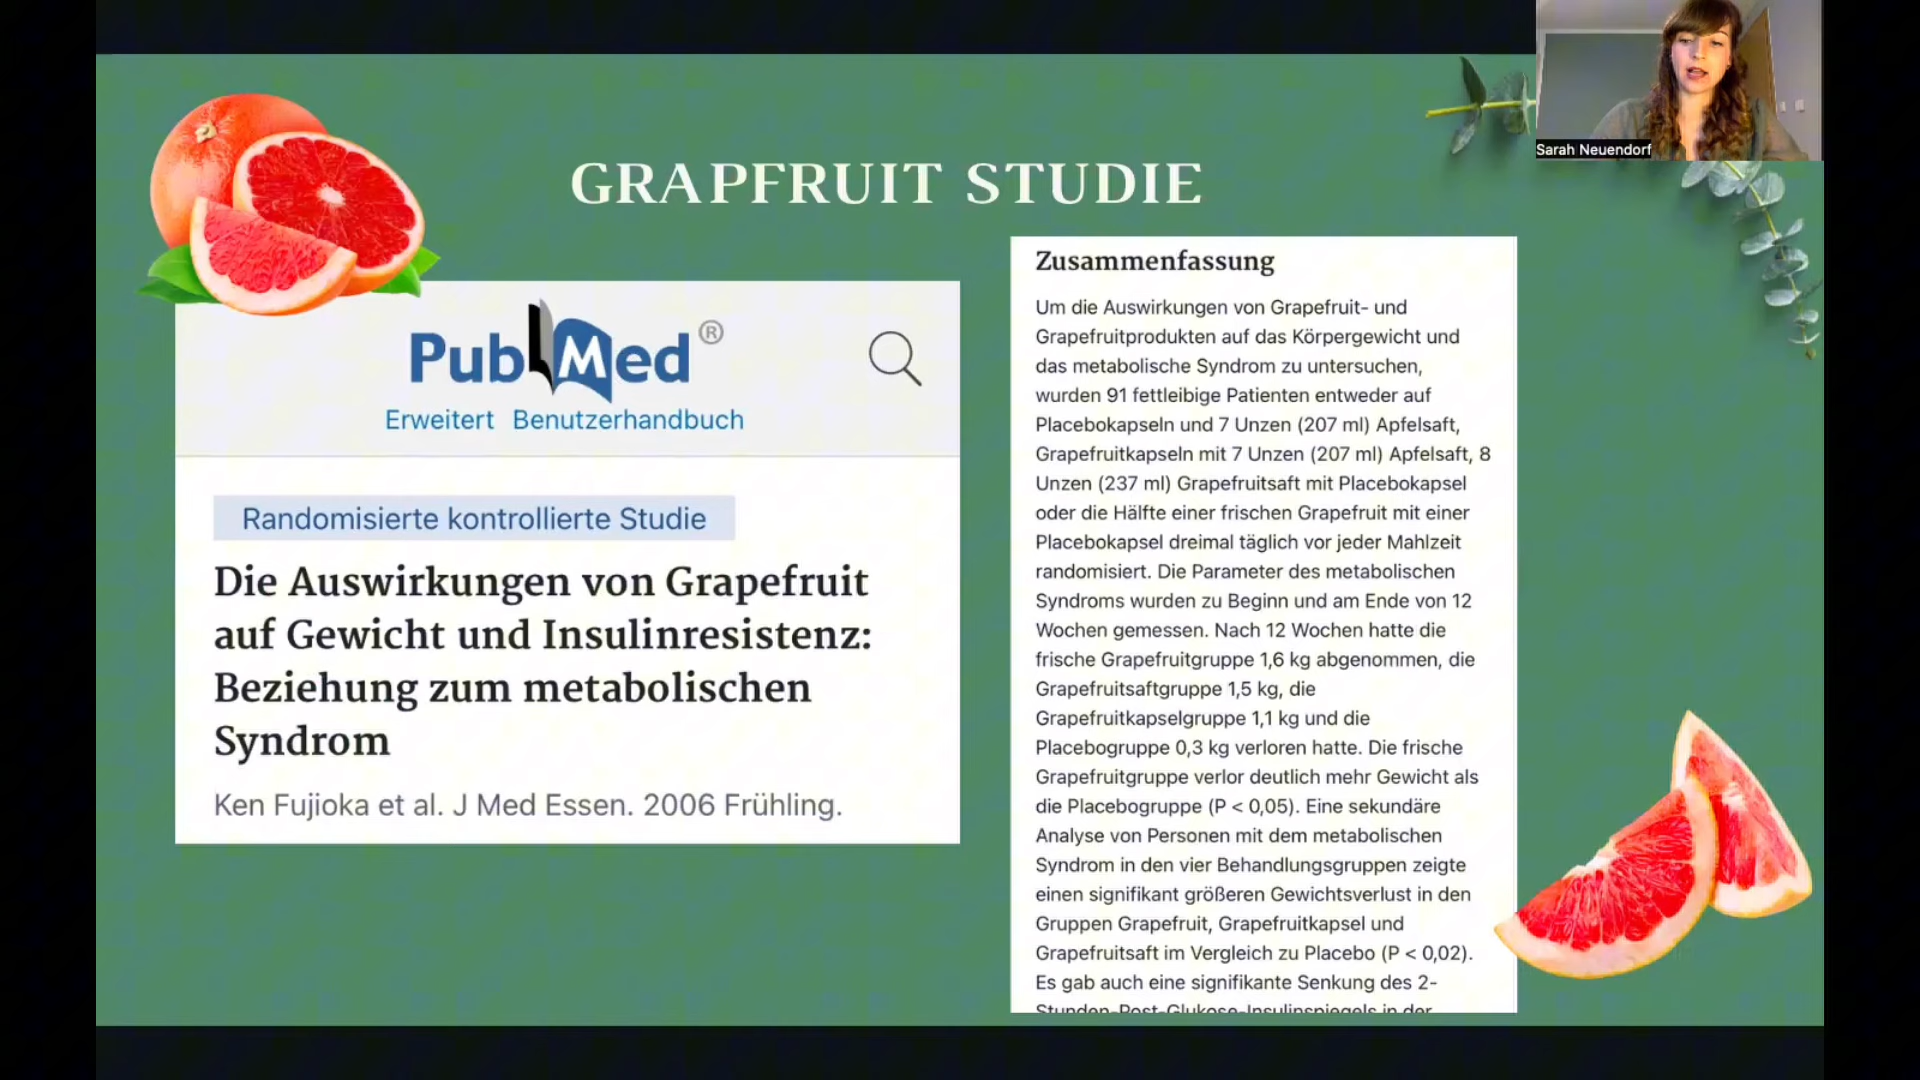 Sarah Neuendorf
GRAPFRUIT STUDIE
PubMed®
Erweitert Benutzerhandbuch
Randomisierte kontrollierte Studie
Die Auswirkungen von Grapefruit
auf Gewicht und Insulinresistenz:
Beziehung zum metabolischen
Syndrom
Ken Fujioka et al. J Med Essen. 2006 Frühling.
Zusammenfassung
Um die Auswirkungen von Grapefruit- und
Grapefruitprodukten auf das Körpergewicht und
das metabolische Syndrom zu untersuchen,
wurden 91 fettleibige Patienten entweder auf
Placebokapseln und 7 Unzen (207 ml) Apfelsaft,
Grapefruitkapseln mit 7 Unzen (207 ml) Apfelsaft, 8
Unzen (237 ml) Grapefruitsaft mit Placebokapsel
oder die Hälfte einer frischen Grapefruit mit einer
Placebokapsel dreimal täglich vor jeder Mahlzeit
randomisiert. Die Parameter des metabolischen
Syndroms wurden zu Beginn und am Ende von 12
Wochen gemessen. Nach 12 Wochen hatte die
frische Grapefruitgruppe 1,6 kg abgenommen, die
Grapefruitsaftgruppe 1,5 kg, die
Grapefruitkapselgruppe 1,1 kg und die
Placebogruppe 0,3 kg verloren hatte. Die frische
Grapefruitgruppe verlor deutlich mehr Gewicht als
die Placebogruppe (P < 0,05). Eine sekundäre
Analyse von Personen mit dem metabolischen
Syndrom in den vier Behandlungsgruppen zeigte
einen signifikant größeren Gewichtsverlust in den
Gruppen Grapefruit, Grapefruitkapsel und
Grapefruitsaft im Vergleich zu Placebo (P < 0,02).
Es gab auch eine signifikante Senkung des 2-
Stunden-Post-Glukose-Insulinspiegels in der